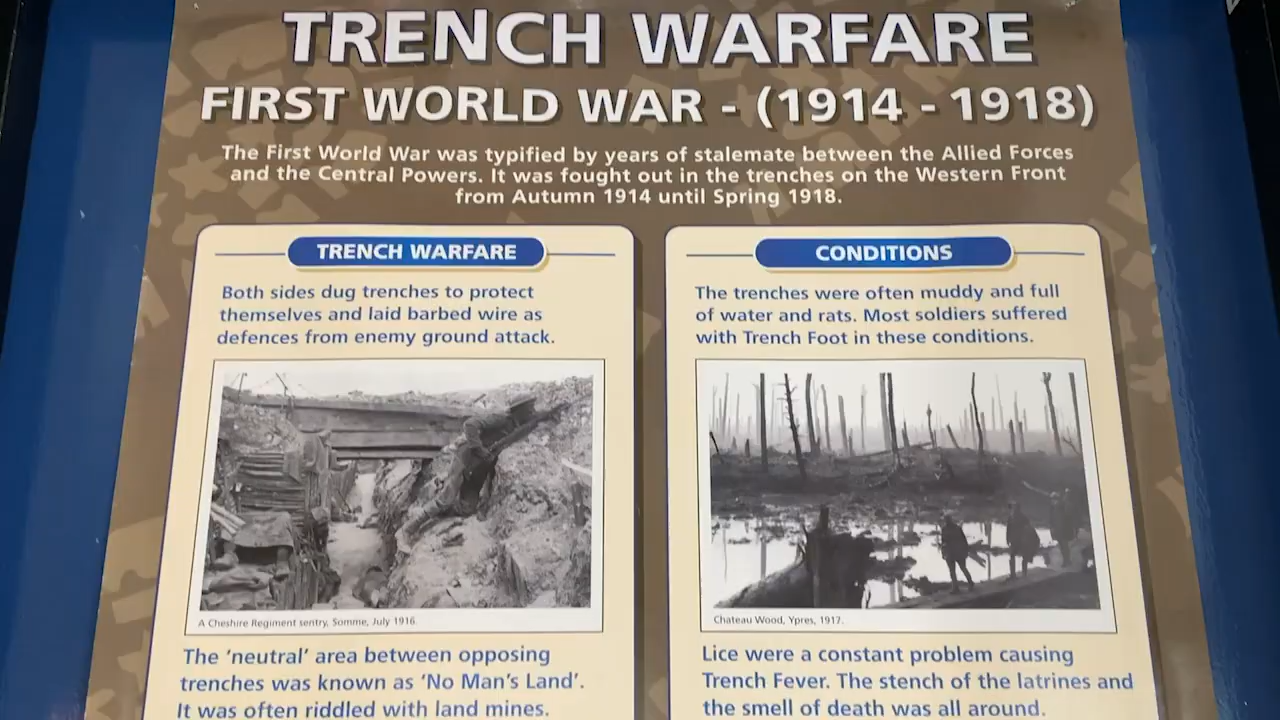 TRENCH WARFARE
FIRST WORLD WAR - (1914 - 1918)
The First World War was typified by years of stalemate between the Allied Forces
and the Central Powers. It was fought out in the trenches on the Western Front
from Autumn 1914 until Spring 1918.
TRENCH WARFARE
Both sides dug trenches to protect
themselves and laid barbed wire as
defences from enemy ground attack.
A Cheshire Regiment sentry, Somme, July 1916.
The ‘neutral’ area between opposing
trenches was known as ‘No Man’s Land’.
It was often riddled with land mines.
CONDITIONS
The trenches were often muddy and full
of water and rats. Most soldiers suffered
with Trench Foot in these conditions.
Chateau Wood, Ypres, 1917.
Lice were a constant problem causing
Trench Fever. The stench of the latrines and
the smell of death was all around.